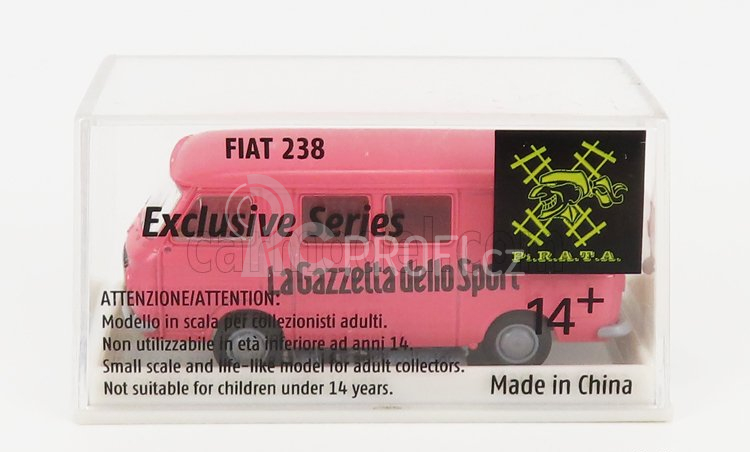 FIAT 238
Exclusive Series
PROFI.CZ
La Gazzetta dello Sport
Pi.R.A.T.A.
14+
ATTENZIONE/ATTENTION:
Modello in scala per collezionisti adulti.
Non utilizzabile in età inferiore ad anni 14.
Small scale and life-like model for adult collectors.
Not suitable for children under 14 years.
Made in China